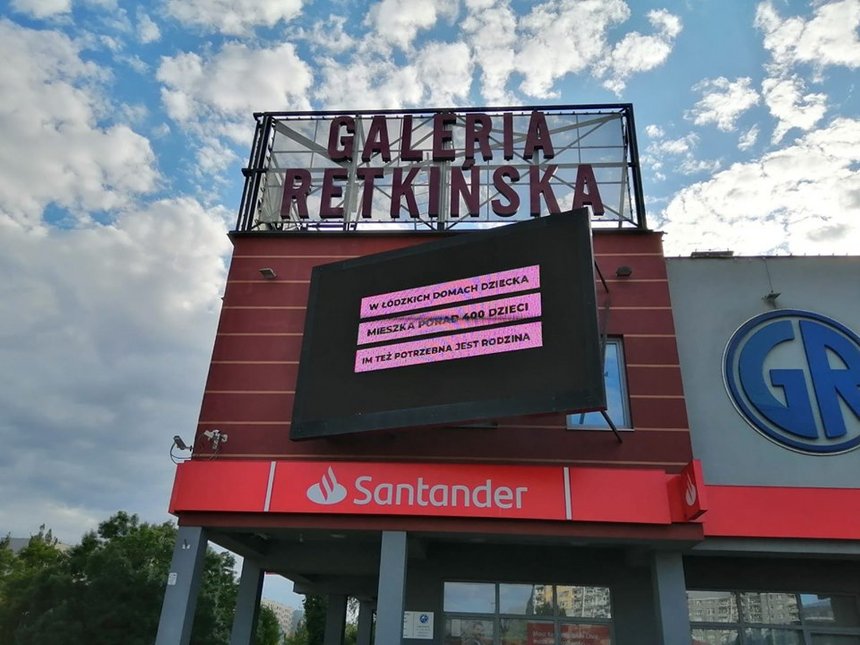 GALERIA
RETKIŃSKA
W ŁÓDZKICH DOMACH DZIECKA
MIESZKA PONAD 400 DZIECI
IM TEŻ POTRZEBNA JEST RODZINA
GR
Santander